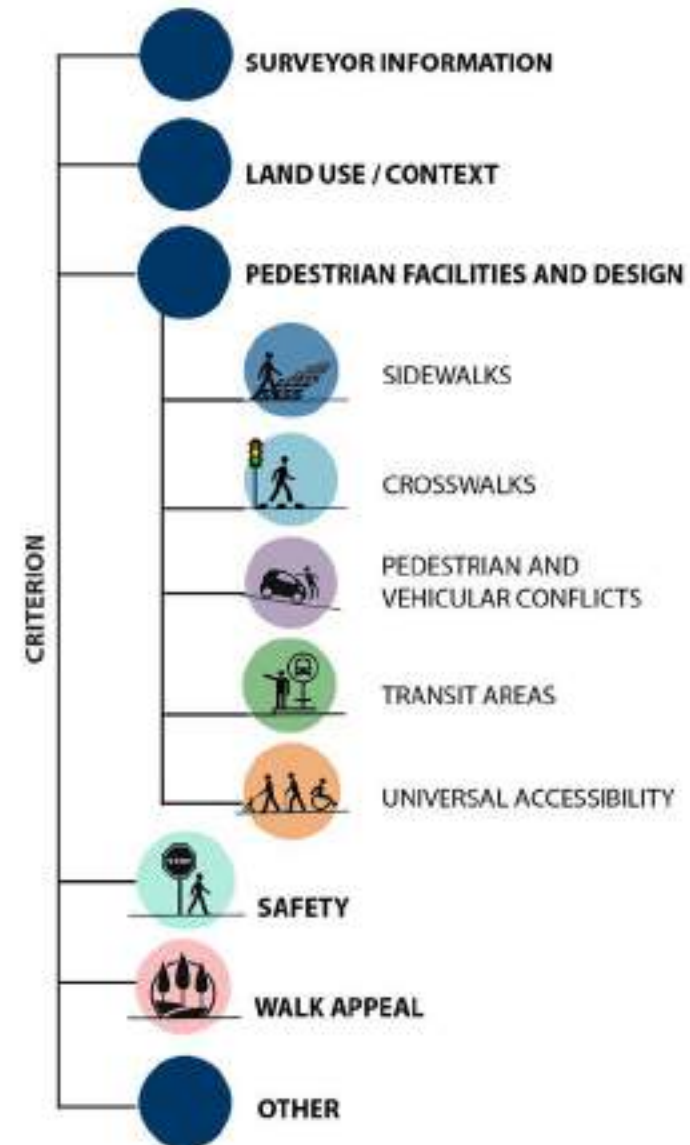 SURVEYOR INFORMATION
LAND USE / CONTEXT
PEDESTRIAN FACILITIES AND DESIGN
SIDEWALKS
CROSSWALKS
CRITERION
PEDESTRIAN AND
VEHICULAR CONFLICTS
TRANSIT AREAS
UNIVERSAL ACCESSIBILITY
SAFETY
WALK APPEAL
OTHER